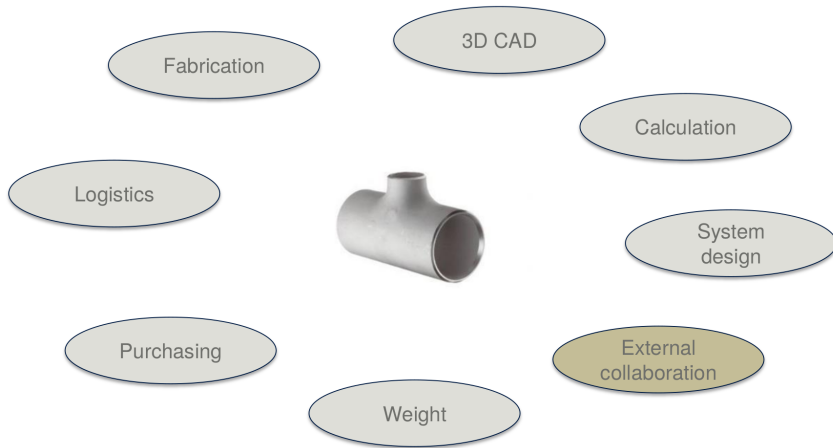 3D CAD
Fabrication
Calculation
Logistics
System
design
Purchasing
External
collaboration
Weight